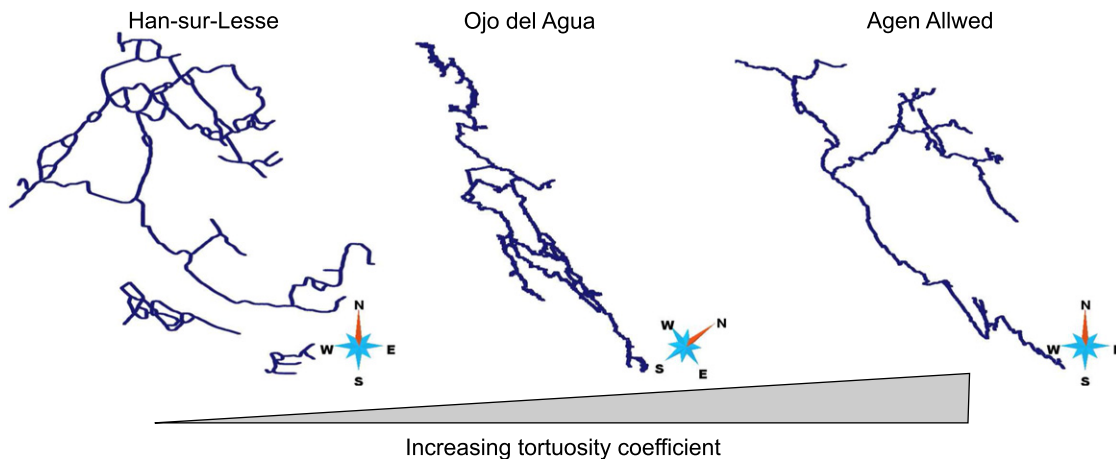 Han-sur-Lesse
Ojo del Agua
Agen Allwed
N
W
E
S
N
W
S
E
N
W
E
S
Increasing tortuosity coefficient